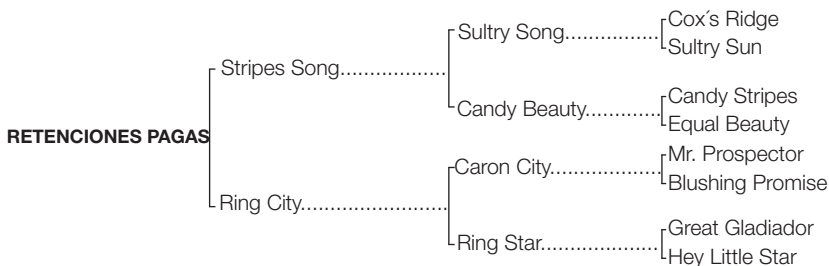 Cox´s Ridge
Sultry Song................
Sultry Sun
Stripes Song..................
Candy Stripes
Candy Beauty.............
Equal Beauty
RETENCIONES PAGAS
Mr. Prospector
Caron City..................
Blushing Promise
Ring City.........................
Great Gladiador
Ring Star....................
Hey Little Star